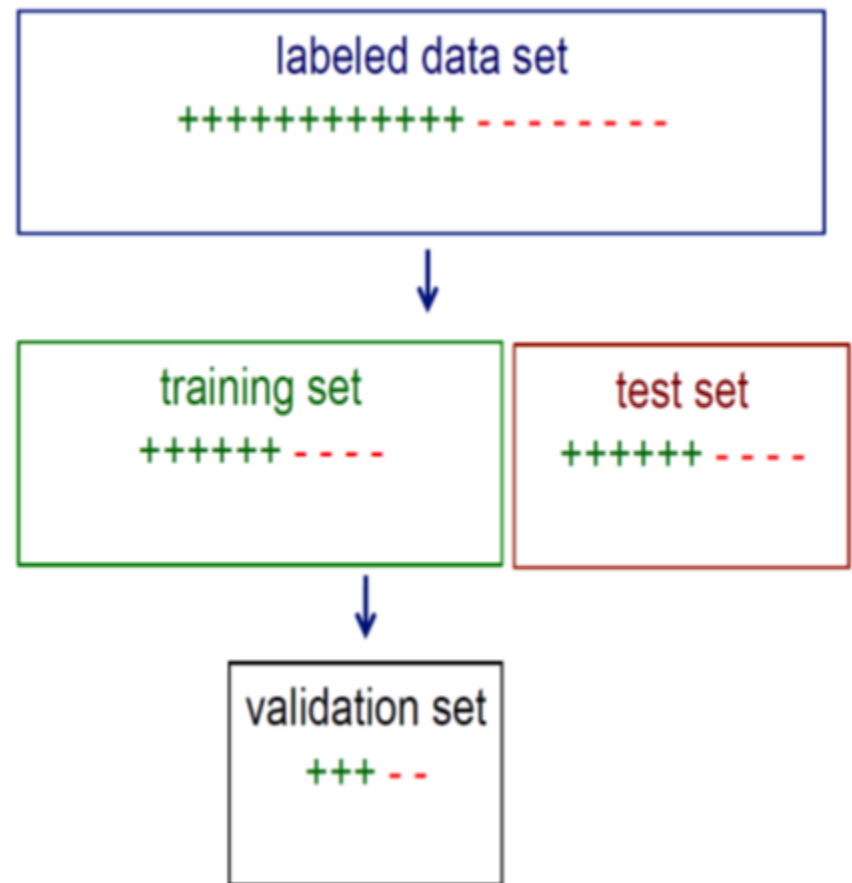 labeled data set
++++++++++++ - - - - - - - -
training set
++++++ - - - -
test set
++++++ - - - -
validation set
+++ - -